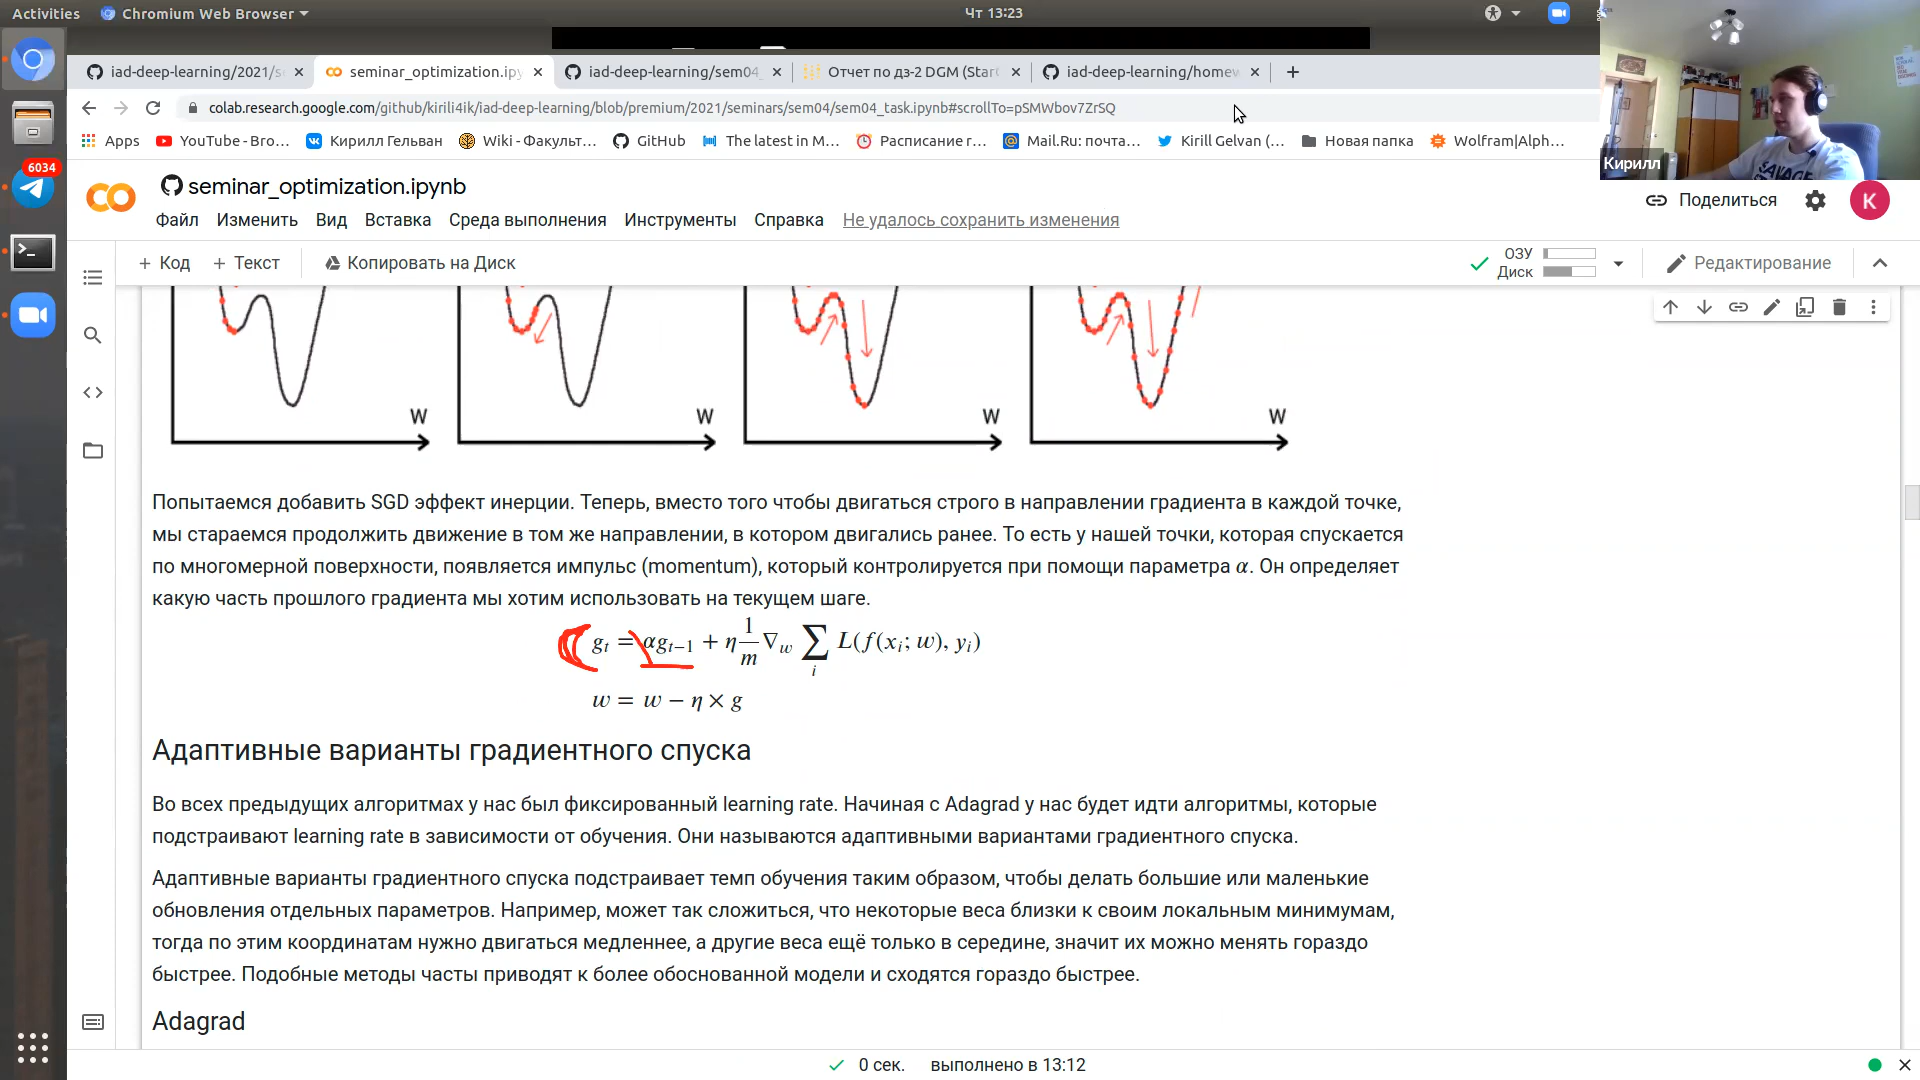 Activities
Chromium Web Browser
Чт 13:23
iad-deep-learning/2021/s
seminar_optimization.ipy
iad-deep-learning/sem04_
Отчет по дз-2 DGM (Star
iad-deep-learning/homew
colab.research.google.com/github/kirili4ik/iad-deep-learning/blob/premium/2021/seminars/sem04/sem04_task.ipynb#scrollTo=pSMWbov7ZrSQ
Apps
YouTube - Bro...
Кирилл Гельван
Wiki - Факульт...
GitHub
The latest in M...
Расписание г...
Mail.Ru: почта...
Kirill Gelvan (...
Новая папка
Wolfram|Alph...
Кирилл
6034
seminar_optimization.ipynb
Файл Изменить Вид Вставка Среда выполнения Инструменты Справка Не удалось сохранить изменения
Поделиться
K
+ Код + Текст Копировать на Диск
ОЗУ
Диск
Редактирование
W W W W
Попытаемся добавить SGD эффект инерции. Теперь, вместо того чтобы двигаться строго в направлении градиента в каждой точке,
мы стараемся продолжить движение в том же направлении, в котором двигались ранее. То есть у нашей точки, которая спускается
по многомерной поверхности, появляется импульс (momentum), который контролируется при помощи параметра α. Он определяет
какую часть прошлого градиента мы хотим использовать на текущем шаге.
g_t = αg_{t−1} + η \frac{1}{m} ∇_w ∑_i L(f(x_i; w), y_i)
w = w − η × g
Адаптивные варианты градиентного спуска
Во всех предыдущих алгоритмах у нас был фиксированный learning rate. Начиная с Adagrad у нас будет идти алгоритмы, которые
подстраивают learning rate в зависимости от обучения. Они называются адаптивными вариантами градиентного спуска.
Адаптивные варианты градиентного спуска подстраивает темп обучения таким образом, чтобы делать большие или маленькие
обновления отдельных параметров. Например, может так сложиться, что некоторые веса близки к своим локальным минимумам,
тогда по этим координатам нужно двигаться медленнее, а другие веса ещё только в середине, значит их можно менять гораздо
быстрее. Подобные методы часты приводят к более обоснованной модели и сходятся гораздо быстрее.
Adagrad
0 сек. выполнено в 13:12